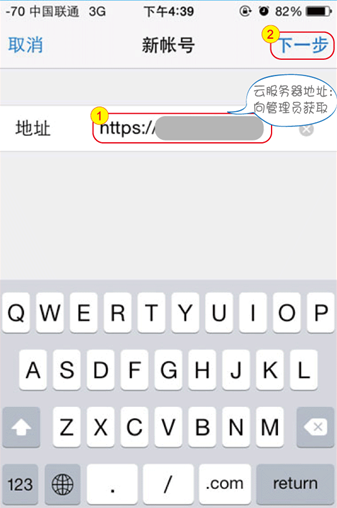 -70 中国联通 3G 下午4:39 82%
取消 新帐号 2 下一步
云服务器地址:
向管理员获取
1
地址 https:/
Q W E R T Y U I O P
A S D F G H J K L
Z X C V B N M
123 . / .com return